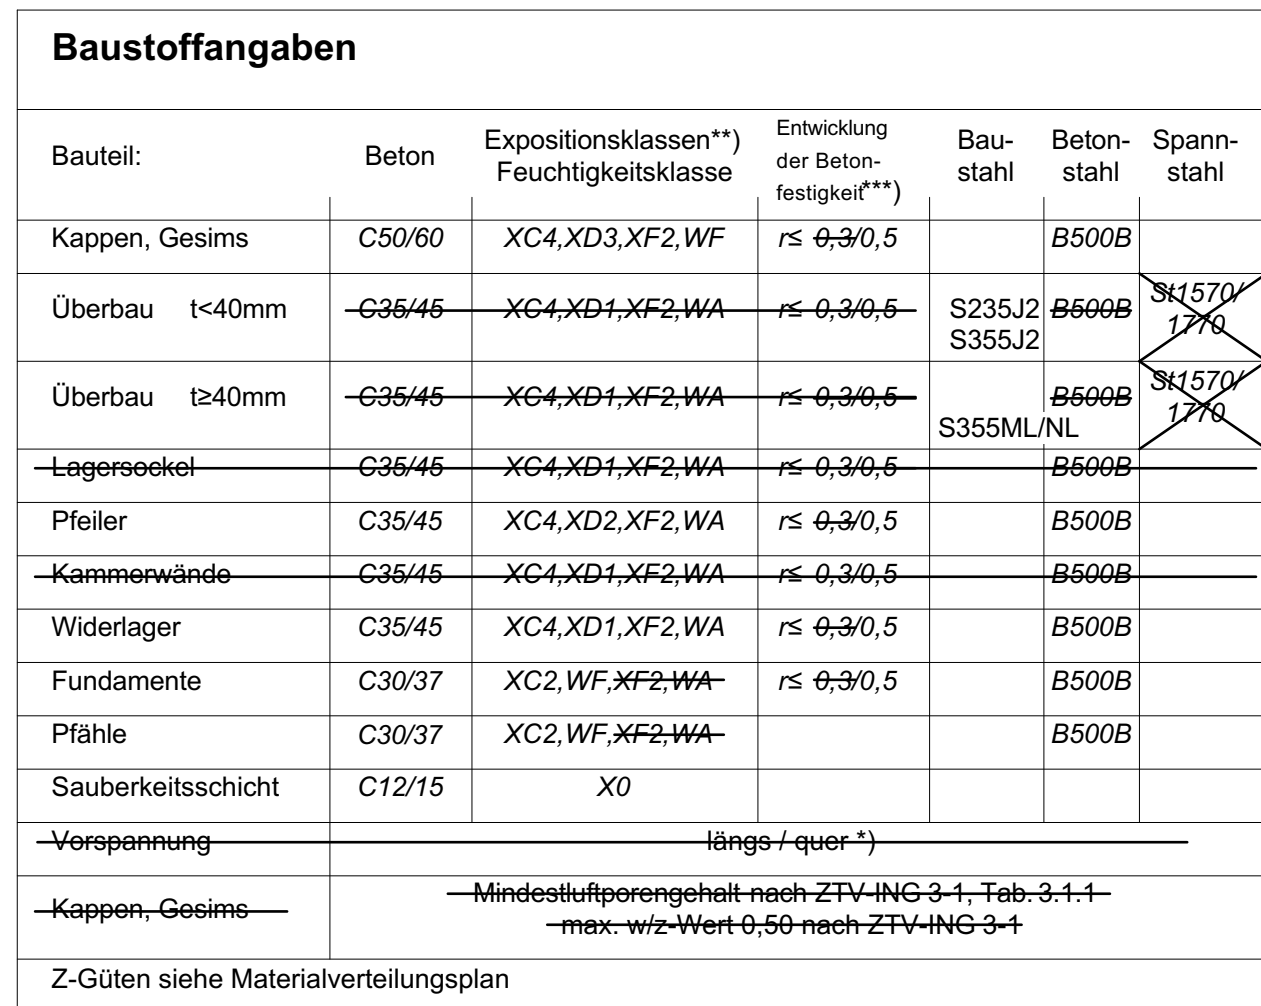 Baustoffangaben
Bauteil: Beton Expositionsklassen**) Feuchtigkeitsklasse Entwicklung der Beton-festigkeit***) Bau-stahl Beton-stahl Spann-stahl
Kappen, Gesims C50/60 XC4,XD3,XF2,WF r≤ 0,3/0,5 B500B
Überbau t<40mm C35/45 XC4,XD1,XF2,WA r≤ 0,3/0,5 S235J2 S355J2 B500B St1570/1770
Überbau t≥40mm C35/45 XC4,XD1,XF2,WA r≤ 0,3/0,5 S355ML/NL B500B St1570/1770
Lagersockel C35/45 XC4,XD1,XF2,WA r≤ 0,3/0,5 B500B
Pfeiler C35/45 XC4,XD2,XF2,WA r≤ 0,3/0,5 B500B
Kammerwände C35/45 XC4,XD1,XF2,WA r≤ 0,3/0,5 B500B
Widerlager C35/45 XC4,XD1,XF2,WA r≤ 0,3/0,5 B500B
Fundamente C30/37 XC2,WF,XF2,WA r≤ 0,3/0,5 B500B
Pfähle C30/37 XC2,WF,XF2,WA B500B
Sauberkeitsschicht C12/15 X0
Vorspannung längs / quer *)
Kappen, Gesims Mindestluftporengehalt nach ZTV-ING 3-1, Tab. 3.1.1
max. w/z-Wert 0,50 nach ZTV-ING 3-1
Z-Güten siehe Materialverteilungsplan